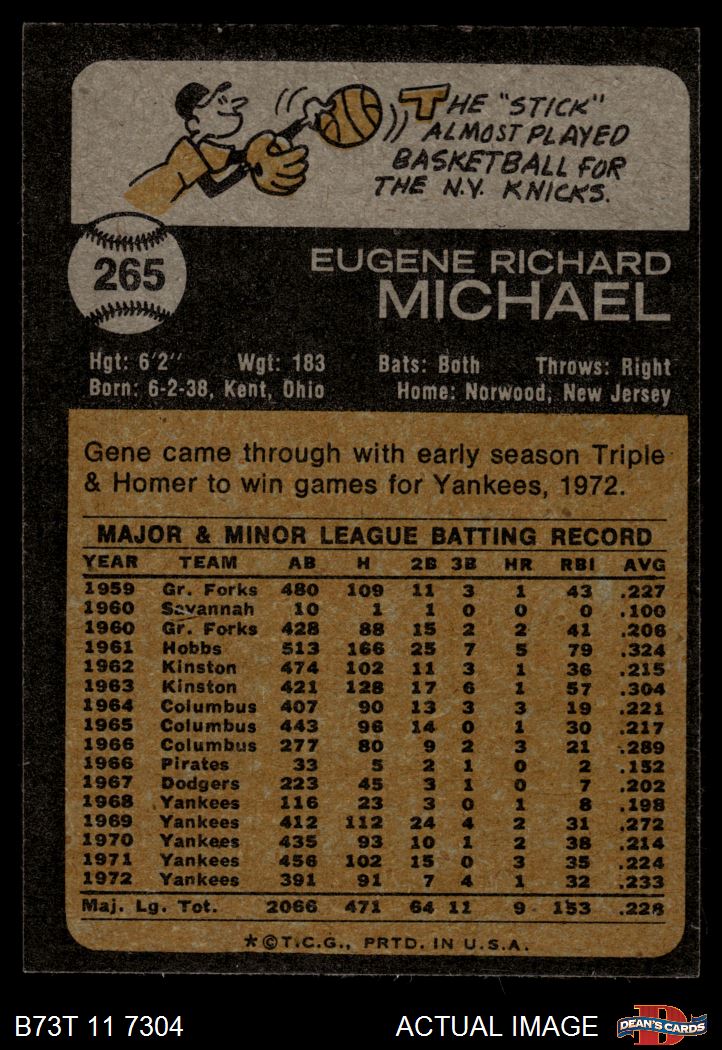 THE "STICK"
ALMOST PLAYED
BASKETBALL FOR
THE N.Y. KNICKS.
265
EUGENE RICHARD
MICHAEL
Hgt: 6'2" Wgt: 183 Bats: Both Throws: Right
Born: 6-2-38, Kent, Ohio Home: Norwood, New Jersey
Gene came through with early season Triple
& Homer to win games for Yankees, 1972.
MAJOR & MINOR LEAGUE BATTING RECORD
YEAR TEAM AB H 2B 3B HR RBI AVG
1959 Gr. Forks 480 109 11 3 1 43 .227
1960 Savannah 10 1 1 0 0 0 .100
1960 Gr. Forks 428 88 15 2 2 41 .206
1961 Hobbs 513 166 25 7 5 79 .324
1962 Kinston 474 102 11 3 1 36 .215
1963 Kinston 421 128 17 6 1 57 .304
1964 Columbus 407 90 13 3 3 19 .221
1965 Columbus 443 96 14 0 1 30 .217
1966 Columbus 277 80 9 2 3 21 .289
1966 Pirates 33 5 2 1 0 2 .152
1967 Dodgers 223 45 3 1 0 7 .202
1968 Yankees 116 23 3 0 1 8 .198
1969 Yankees 412 112 24 4 2 31 .272
1970 Yankees 435 93 10 1 2 38 .214
1971 Yankees 456 102 15 0 3 35 .224
1972 Yankees 391 91 7 4 1 32 .233
Maj. Lg. Tot. 2066 471 64 11 9 153 .228
*©T.C.G., PRTD. IN U.S.A.
B73T 11 7304 ACTUAL IMAGE D DEAN'S CARDS